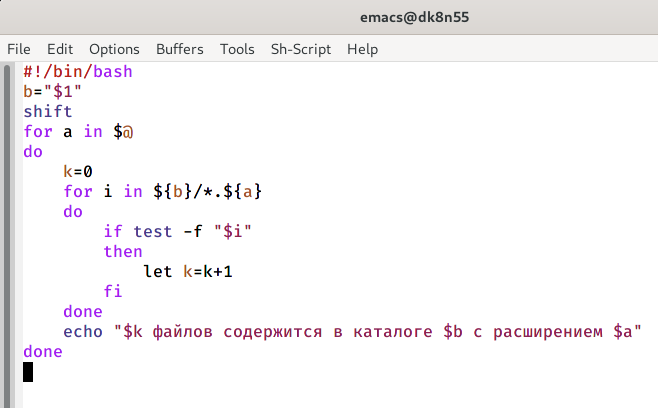 emacs@dk8n55
File Edit Options Buffers Tools Sh-Script Help
#!/bin/bash
b="$1"
shift
for a in $@
do
    k=0
    for i in ${b}/*.${a}
    do
        if test -f "$i"
        then
            let k=k+1
        fi
    done
    echo "$k файлов содержится в каталоге $b с расширением $a"
done